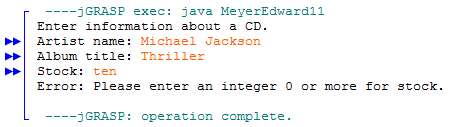 ----jGRASP exec: java MeyerEdward11
Enter information about a CD.
Artist name: Michael Jackson
Album title: Thriller
Stock: ten
Error: Please enter an integer 0 or more for stock.
----jGRASP: operation complete.